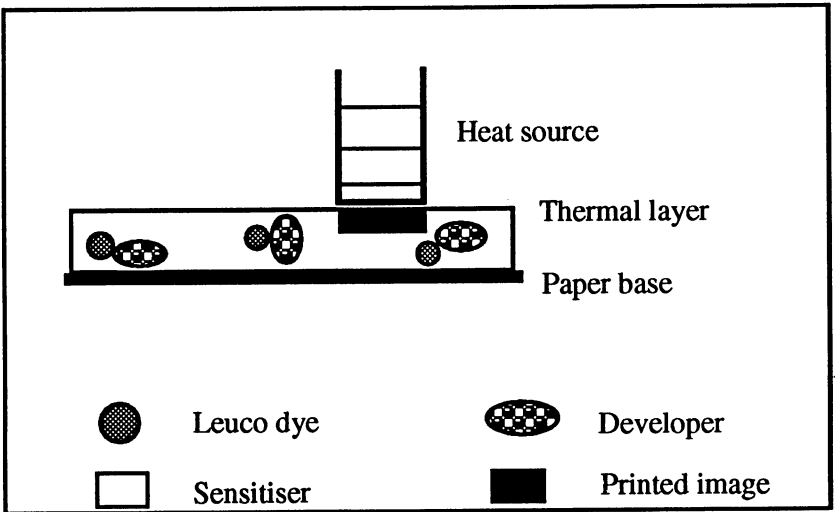 Heat source
Thermal layer
Paper base
Leuco dye
Developer
Sensitiser
Printed image